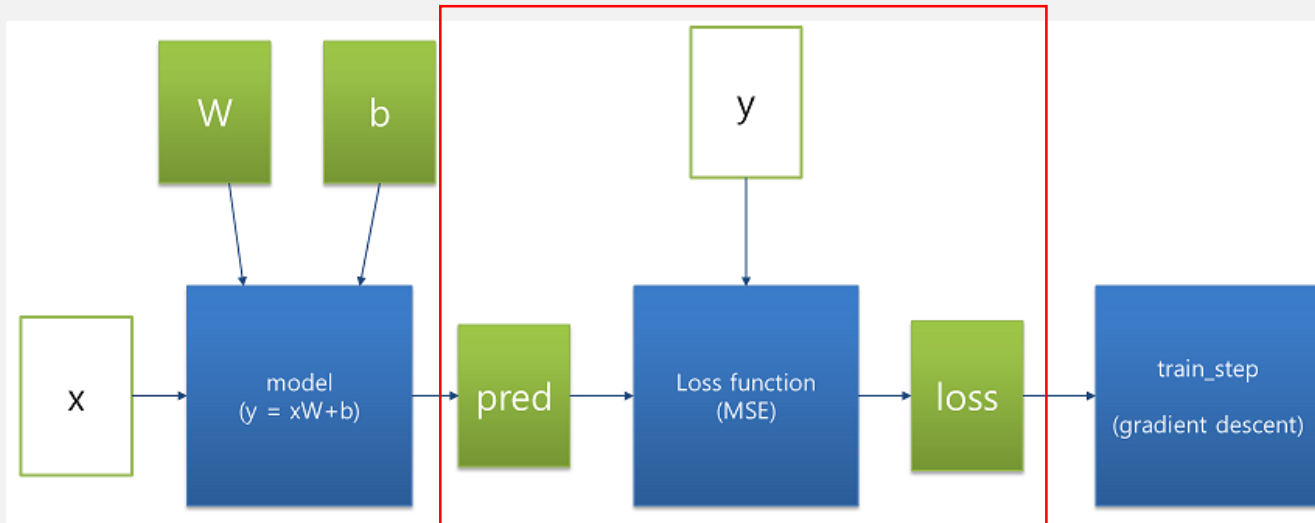 W
b
y
x
model
(y = xW+b)
pred
Loss function
(MSE)
loss
train_step
(gradient descent)